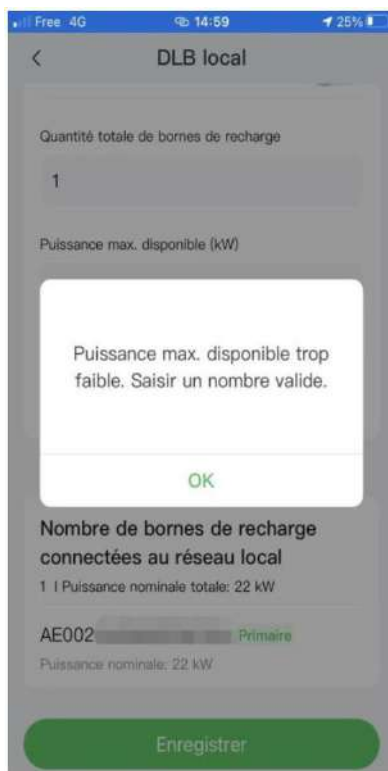 Free 4G 14:59 25%
DLB local
Quantité totale de bornes de recharge
1
Puissance max. disponible (kW)
Puissance max. disponible trop
faible. Saisir un nombre valide.
OK
Nombre de bornes de recharge
connectées au réseau local
1 | Puissance nominale totale: 22 kW
AE002 Primaire
Puissance nominale: 22 kW
Enregistrer